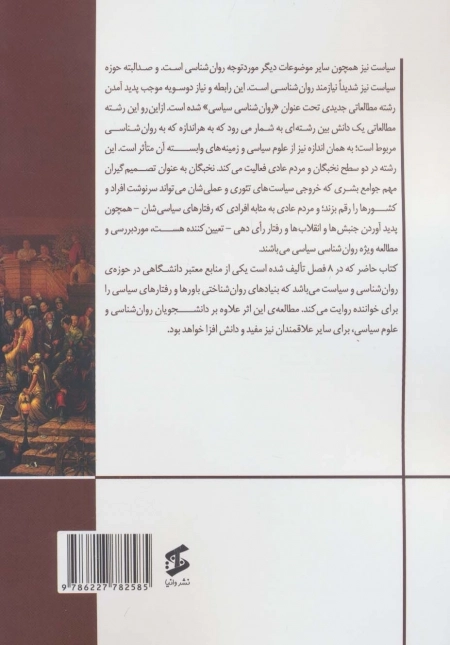 سیاست نیز همچون سایر موضوعات دیگر موردتوجه روان‌شناسی است. و صدالبته حوزه
سیاست نیز شدیداً نیازمند روان‌شناسی است. این رابطه و نیاز دوسویه موجب پدید آمدن
رشته مطالعاتی جدیدی تحت عنوان «روان‌شناسی سیاسی» شده است. ازاین‌رو این رشته
مطالعاتی یک دانش بین رشته‌ای به شمار می رود که به هراندازه که به روان‌شناسی
مربوط است؛ به همان اندازه نیز از علوم سیاسی و زمینه‌های وابسته آن متأثر است. این
رشته در دو سطح نخبگان و مردم عادی فعالیت می‌کند. نخبگان به عنوان تصمیم گیران
مهم جوامع بشری که خروجی سیاست‌های تئوری و عملی‌شان می‌تواند سرنوشت افراد و
کشورها را رقم بزند؛ و مردم عادی به مثابه افرادی که رفتارهای سیاسی‌شان - همچون
پدید آوردن جنبش‌ها و انقلاب‌ها و رفتار رأی دهی - تعیین‌کننده هست، موردبررسی و
مطالعه ویژه روان‌شناسی سیاسی می‌باشند.
کتاب حاضر که در ۸ فصل تألیف شده است یکی از منابع معتبر دانشگاهی در حوزه‌ی
روان‌شناسی و سیاست می‌باشد که بنیادهای روان‌شناختی باورها و رفتارهای سیاسی را
برای خواننده روایت می‌کند. مطالعه‌ی این اثر علاوه بر دانشجویان روان‌شناسی و
علوم سیاسی، برای سایر علاقمندان نیز مفید و دانش افزا خواهد بود.
نشر وانیا
9 786227 782585